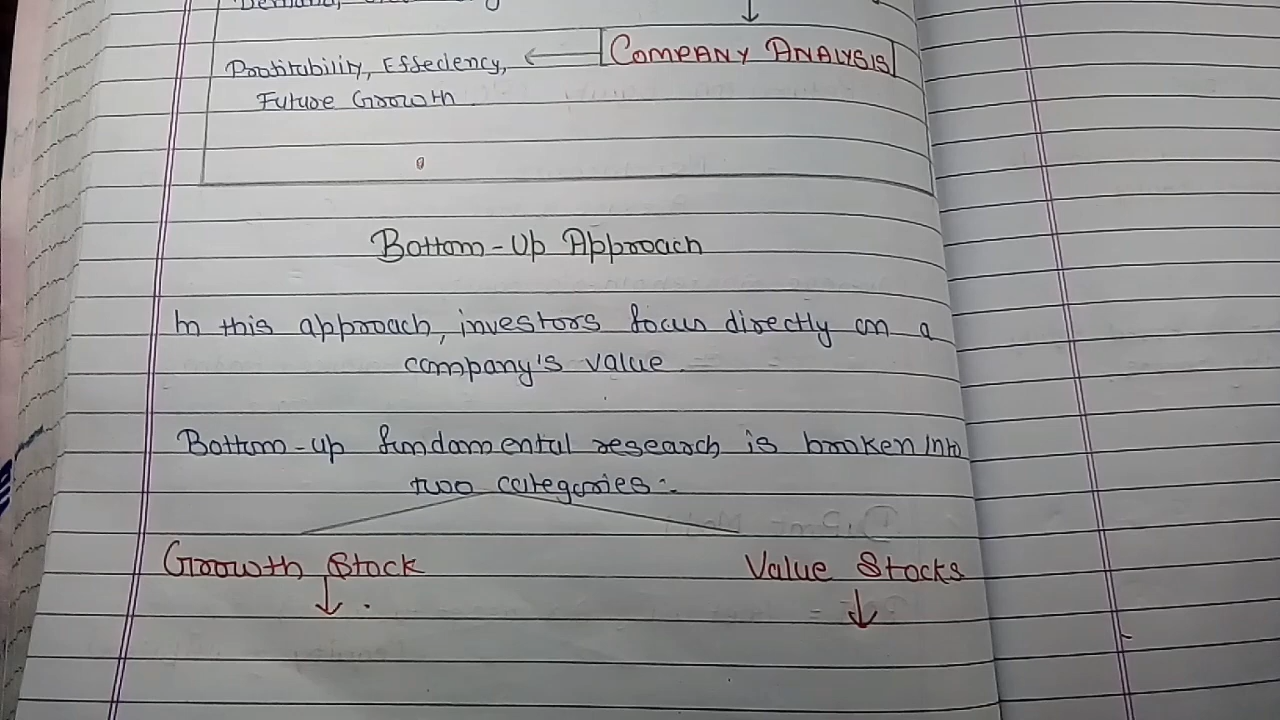 COMPANY ANALYSIS
Profitability, Effeciency,
Future Growth
Bottom-Up Approach
In this approach, investors focus directly on a
company's value
Bottom-up fundamental research is broken into
two categories:-
Growth Stock
Value Stocks